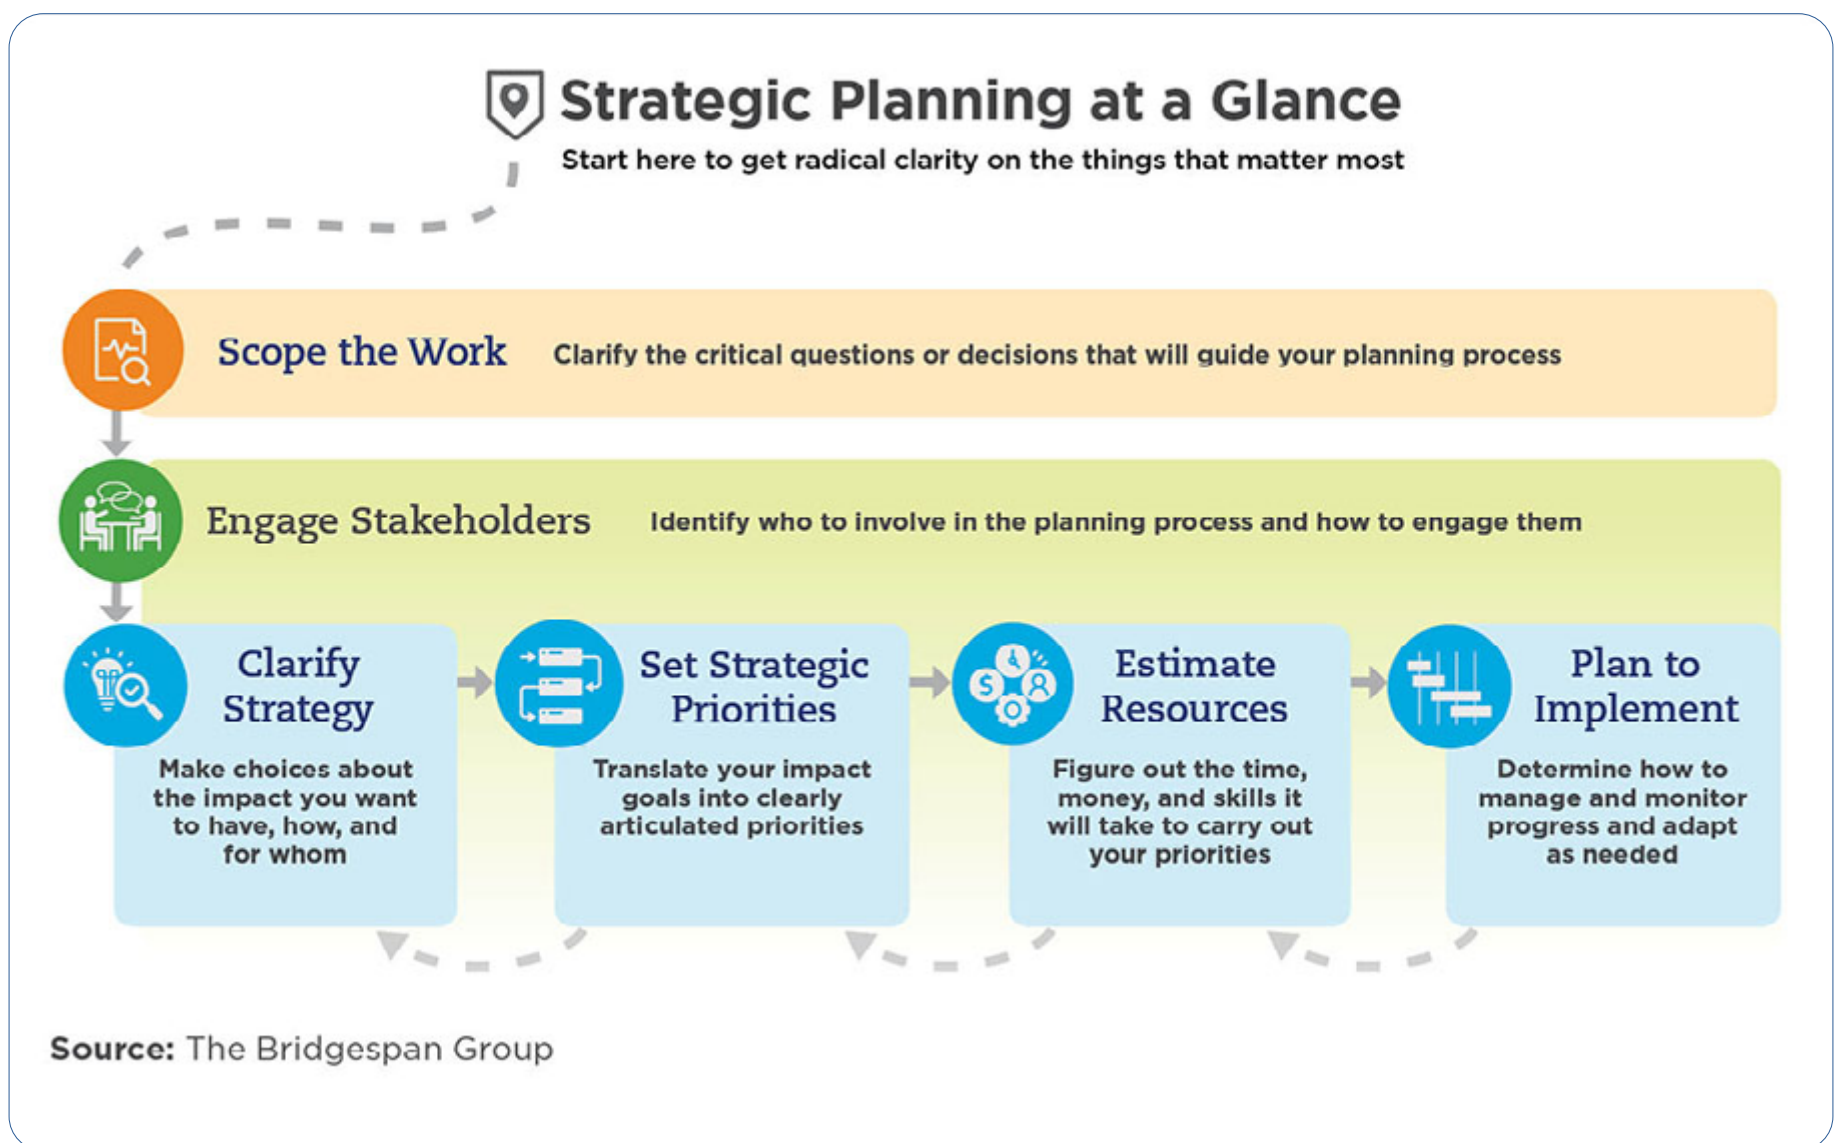 Strategic Planning at a Glance
Start here to get radical clarity on the things that matter most
Scope the Work
Clarify the critical questions or decisions that will guide your planning process
Engage Stakeholders
Identify who to involve in the planning process and how to engage them
Clarify
Strategy
Make choices about
the impact you want
to have, how, and
for whom
Set Strategic
Priorities
Translate your impact
goals into clearly
articulated priorities
Estimate
Resources
Figure out the time,
money, and skills it
will take to carry out
your priorities
Plan to
Implement
Determine how to
manage and monitor
progress and adapt
as needed
$
Source: The Bridgespan Group